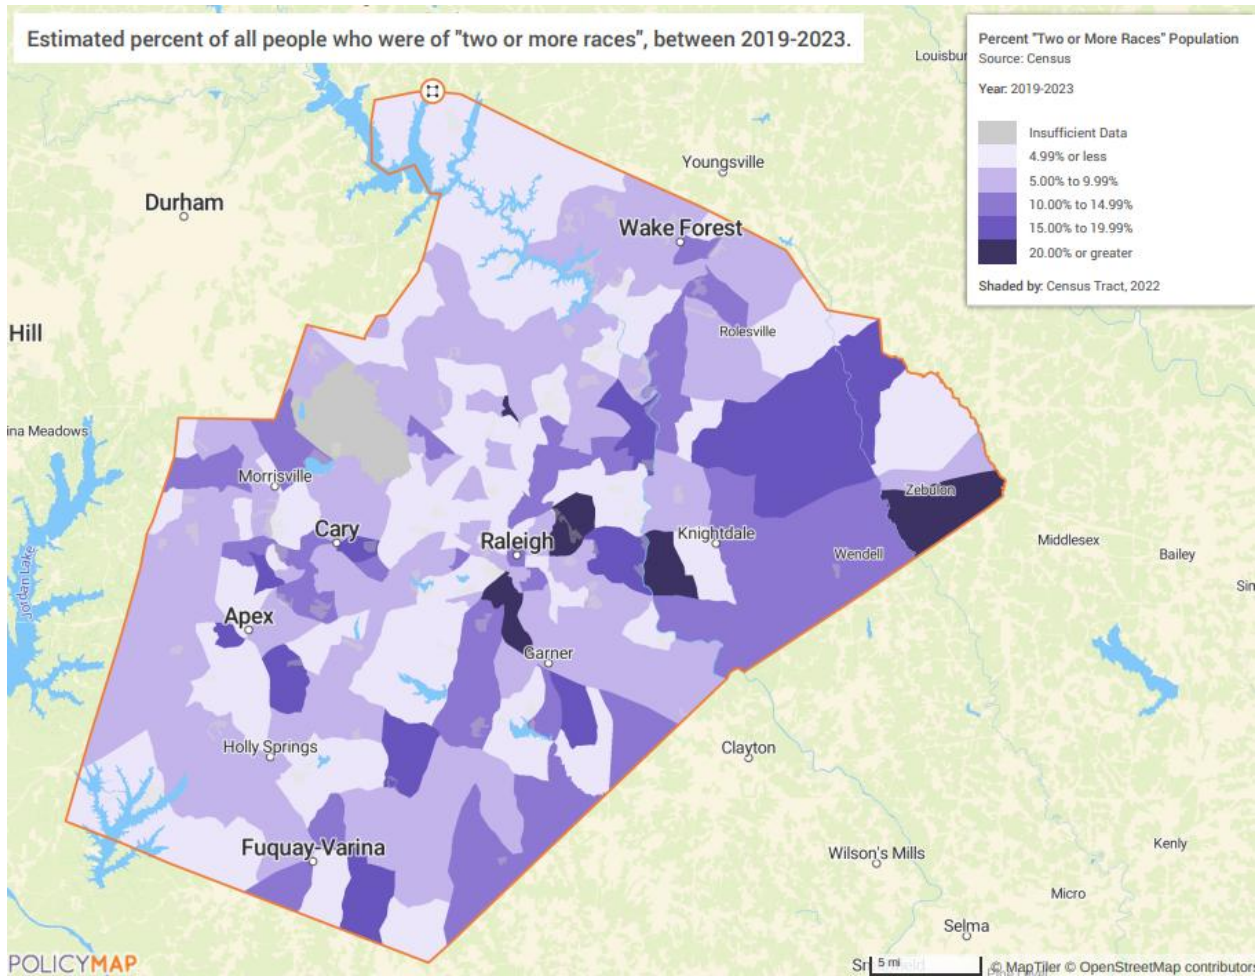 Estimated percent of all people who were of "two or more races", between 2019-2023.
Percent "Two or More Races" Population
Source: Census
Year: 2019-2023
Insufficient Data
4.99% or less
5.00% to 9.99%
10.00% to 14.99%
15.00% to 19.99%
20.00% or greater
Shaded by: Census Tract, 2022
Louisbur
Youngsville
Durham
Wake Forest
Hill
Rolesville
ina Meadows
Morrisville
Zebulon
Cary
Raleigh
Knightdale
Middlesex
Wendell
Bailey
Jordan Lake
Sim
Apex
Garner
Holly Springs
Clayton
Fuquay-Varina
Wilson's Mills
Kenly
Micro
Selma
POLICYMAP
5 mi
© MapTiler © OpenStreetMap contributors